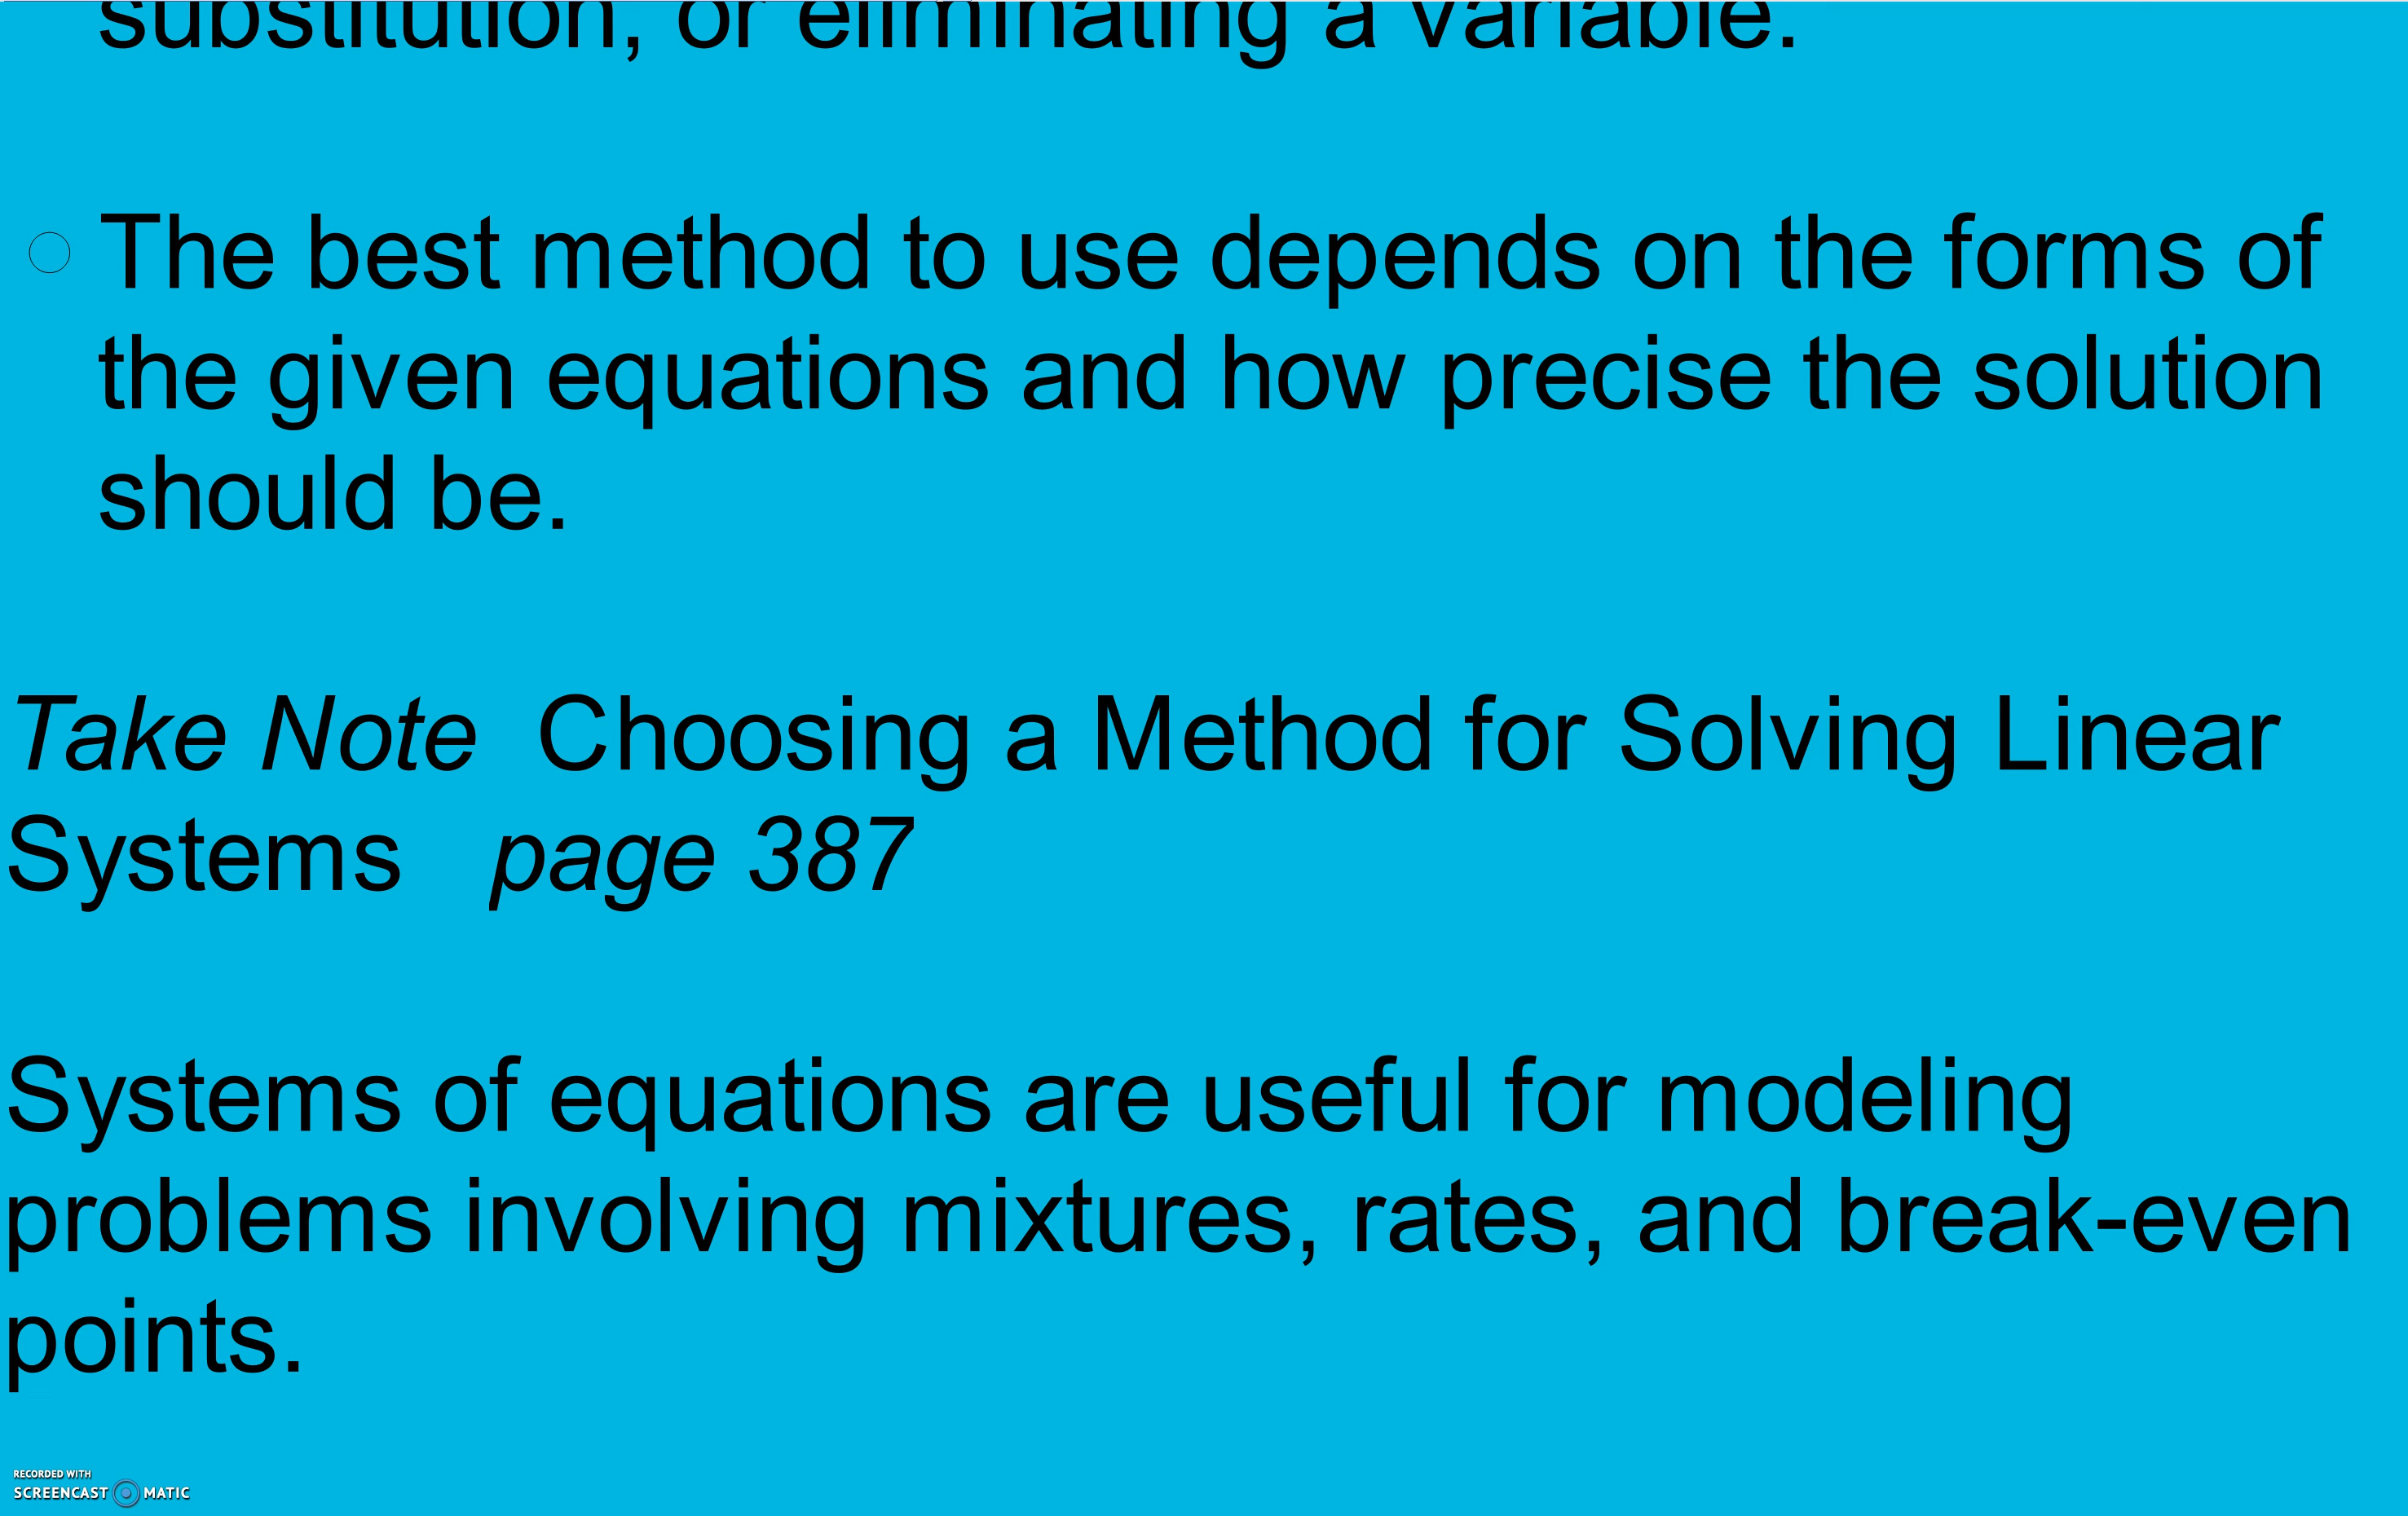 substitution, or eliminating a variable.
The best method to use depends on the forms of
the given equations and how precise the solution
should be.
Take Note Choosing a Method for Solving Linear
Systems page 387
Systems of equations are useful for modeling
problems involving mixtures, rates, and break-even
points.
RECORDED WITH
SCREENCAST MATIC